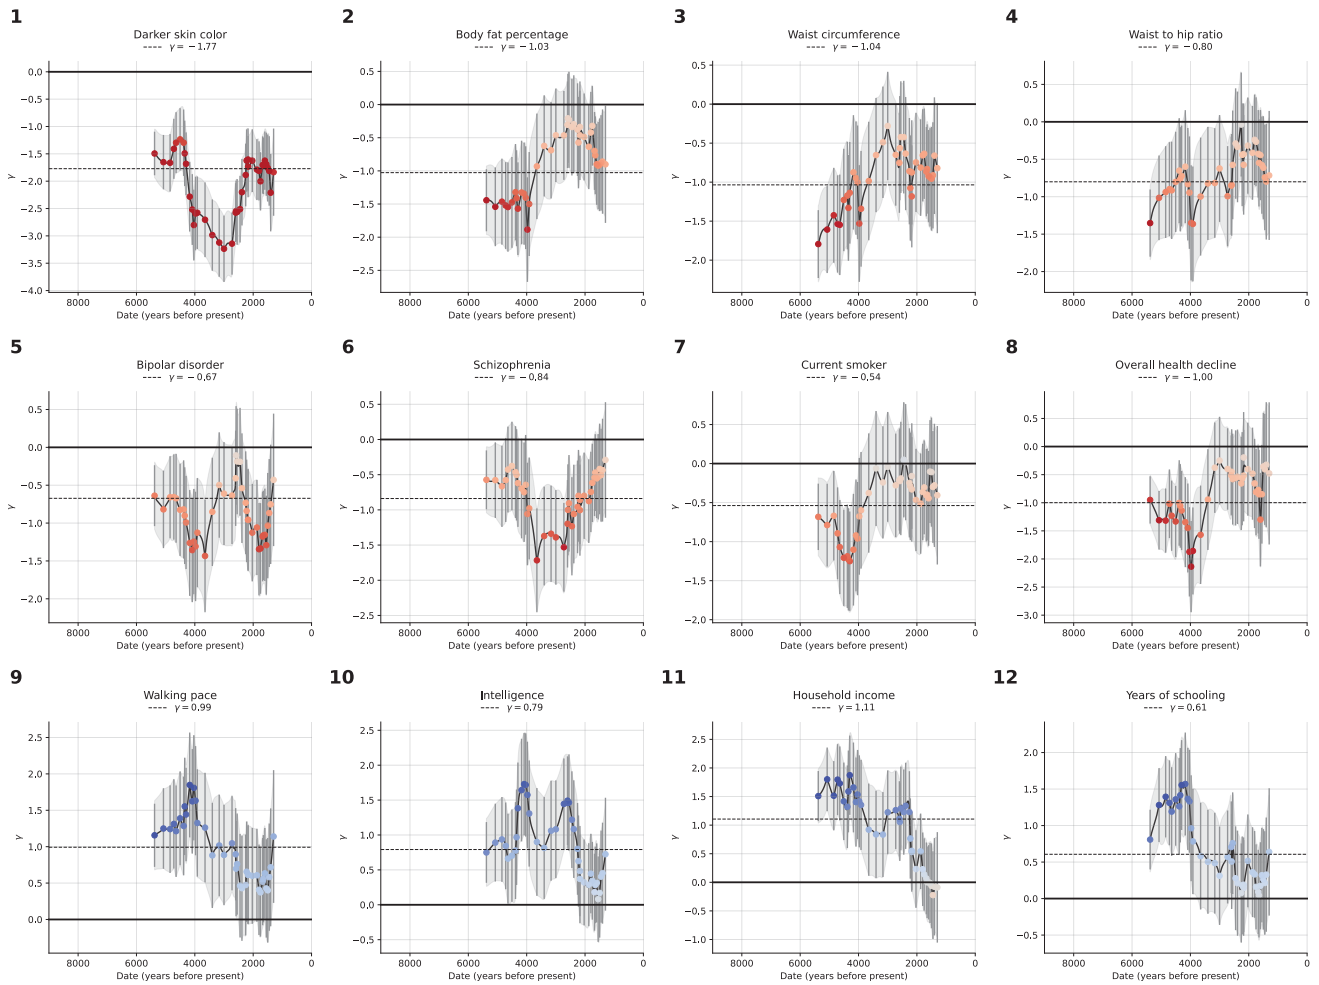 1
Darker skin color
γ = −1.77
0.0
−0.5
−1.0
−1.5
−2.0
−2.5
−3.0
−3.5
−4.0
γ
8000 6000 4000 2000 0
Date (years before present)
2
Body fat percentage
γ = −1.03
0.5
0.0
−0.5
−1.0
−1.5
−2.0
−2.5
γ
8000 6000 4000 2000 0
Date (years before present)
3
Waist circumference
γ = −1.04
0.5
0.0
−0.5
−1.0
−1.5
−2.0
γ
8000 6000 4000 2000 0
Date (years before present)
4
Waist to hip ratio
γ = −0.80
0.5
0.0
−0.5
−1.0
−1.5
−2.0
γ
8000 6000 4000 2000 0
Date (years before present)
5
Bipolar disorder
γ = −0.67
0.5
0.0
−0.5
−1.0
−1.5
−2.0
γ
8000 6000 4000 2000 0
Date (years before present)
6
Schizophrenia
γ = −0.84
0.5
0.0
−0.5
−1.0
−1.5
−2.0
−2.5
γ
8000 6000 4000 2000 0
Date (years before present)
7
Current smoker
γ = −0.54
0.5
0.0
−0.5
−1.0
−1.5
−2.0
γ
8000 6000 4000 2000 0
Date (years before present)
8
Overall health decline
γ = −1.00
0.5
0.0
−0.5
−1.0
−1.5
−2.0
−2.5
−3.0
γ
8000 6000 4000 2000 0
Date (years before present)
9
Walking pace
γ = 0.99
2.5
2.0
1.5
1.0
0.5
0.0
γ
8000 6000 4000 2000 0
Date (years before present)
10
Intelligence
γ = 0.79
2.5
2.0
1.5
1.0
0.5
0.0
−0.5
γ
8000 6000 4000 2000 0
Date (years before present)
11
Household income
γ = 1.11
2.5
2.0
1.5
1.0
0.5
0.0
−0.5
−1.0
γ
8000 6000 4000 2000 0
Date (years before present)
12
Years of schooling
γ = 0.61
2.0
1.5
1.0
0.5
0.0
−0.5
γ
8000 6000 4000 2000 0
Date (years before present)